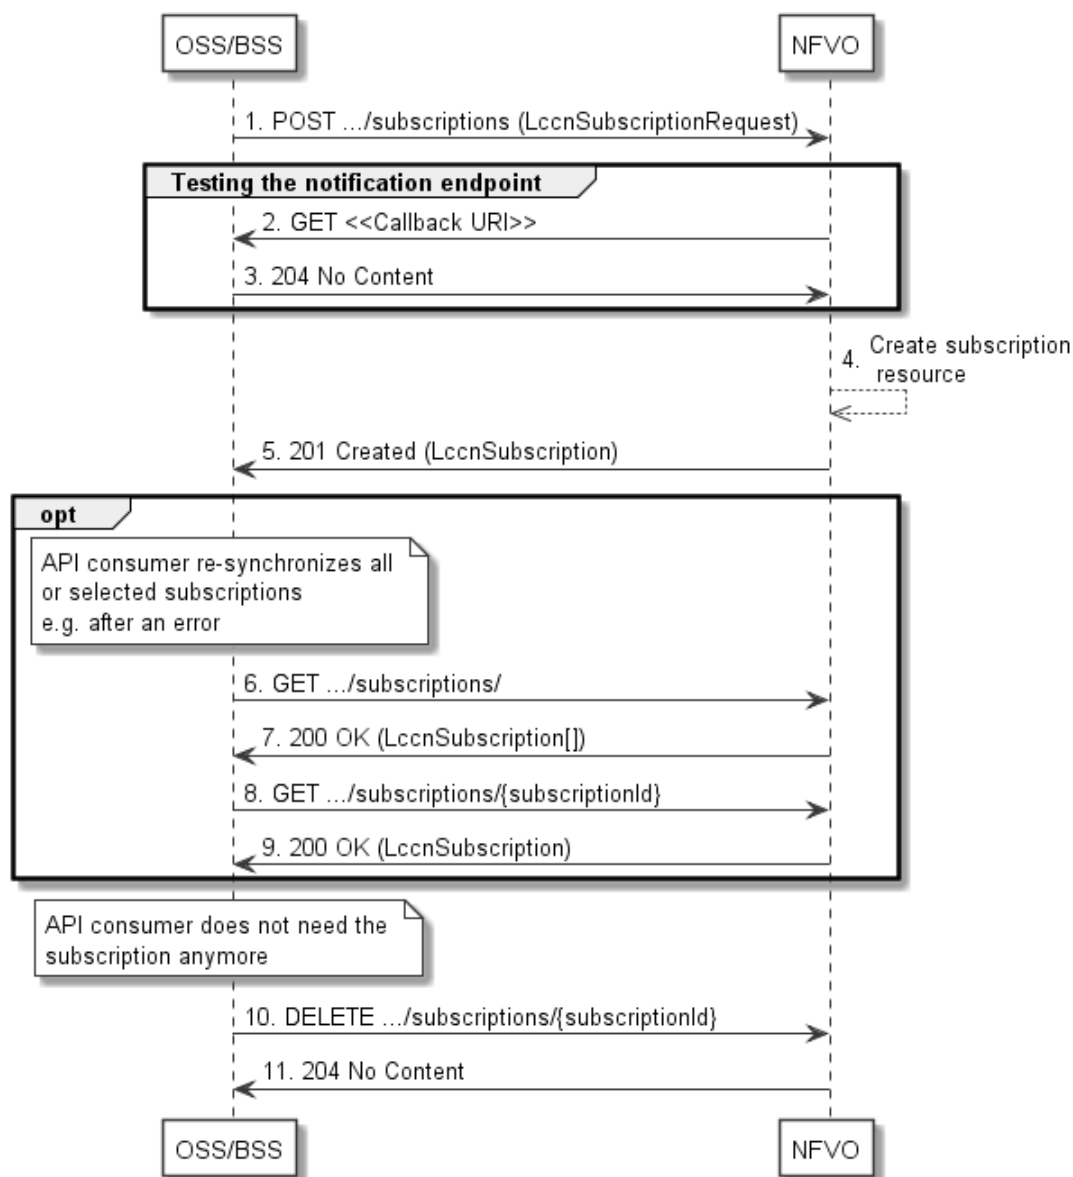 OSS/BSS
NFVO
1. POST .../subscriptions (LccnSubscriptionRequest)
Testing the notification endpoint
2. GET <<Callback URI>>
3. 204 No Content
4. Create subscription
resource
5. 201 Created (LccnSubscription)
opt
API consumer re-synchronizes all
or selected subscriptions
e.g. after an error
6. GET .../subscriptions/
7. 200 OK (LccnSubscription[])
8. GET .../subscriptions/{subscriptionId}
9. 200 OK (LccnSubscription)
API consumer does not need the
subscription anymore
10. DELETE .../subscriptions/{subscriptionId}
11. 204 No Content
OSS/BSS
NFVO